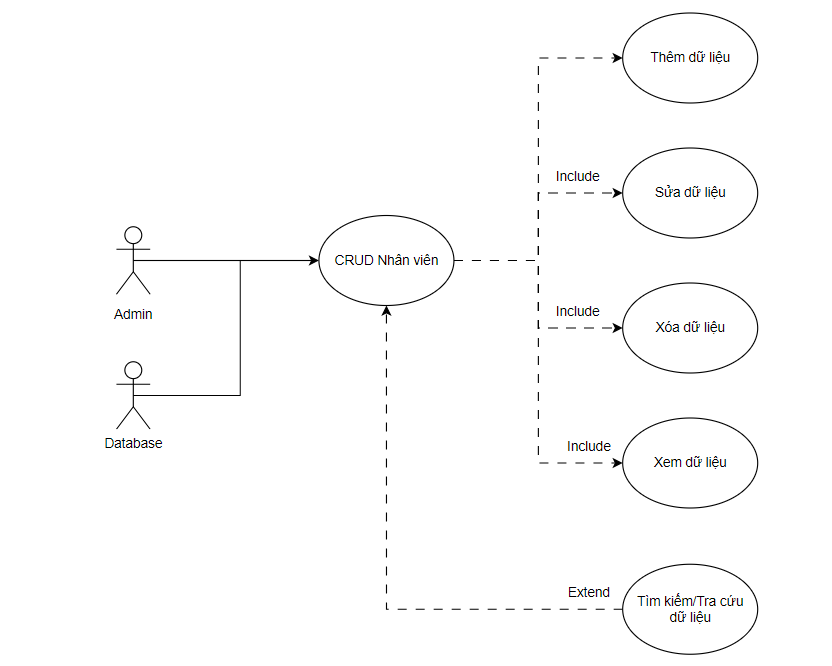 Thêm dữ liệu
Include
Sửa dữ liệu
CRUD Nhân viên
Admin
Include
Xóa dữ liệu
Database
Include
Xem dữ liệu
Extend
Tìm kiếm/Tra cứu
dữ liệu